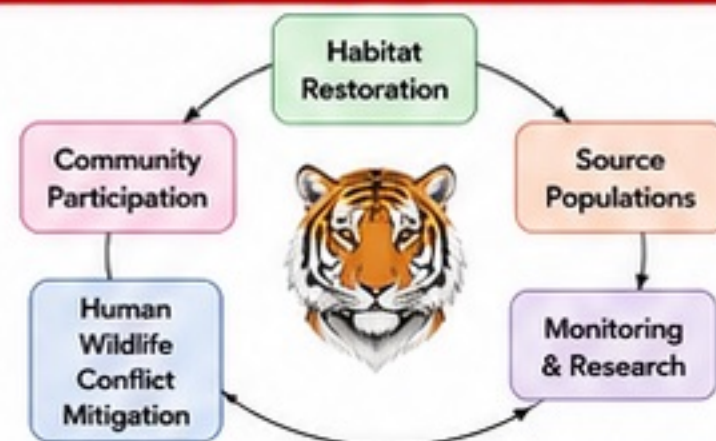 Habitat
Restoration
Community
Participation
Source
Populations
Human
Wildlife
Conflict
Mitigation
Monitoring
& Research